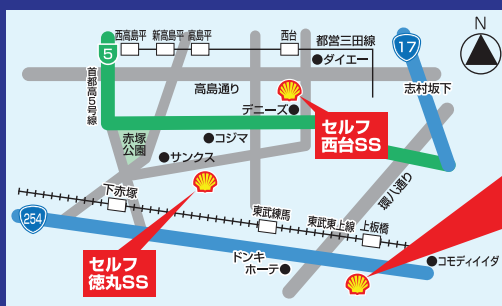 N
西高島平
新高島平
高島平
西台
都営三田線
17
5
ダイエー
志村坂下
首都高5号線
高島通り
デニーズ
セルフ
西台SS
赤塚
公園
コジマ
サンクス
環八通り
下赤塚
254
東武練馬
東武東上線
上板橋
セルフ
徳丸SS
ドンキ
ホーテ
コモディイイダ